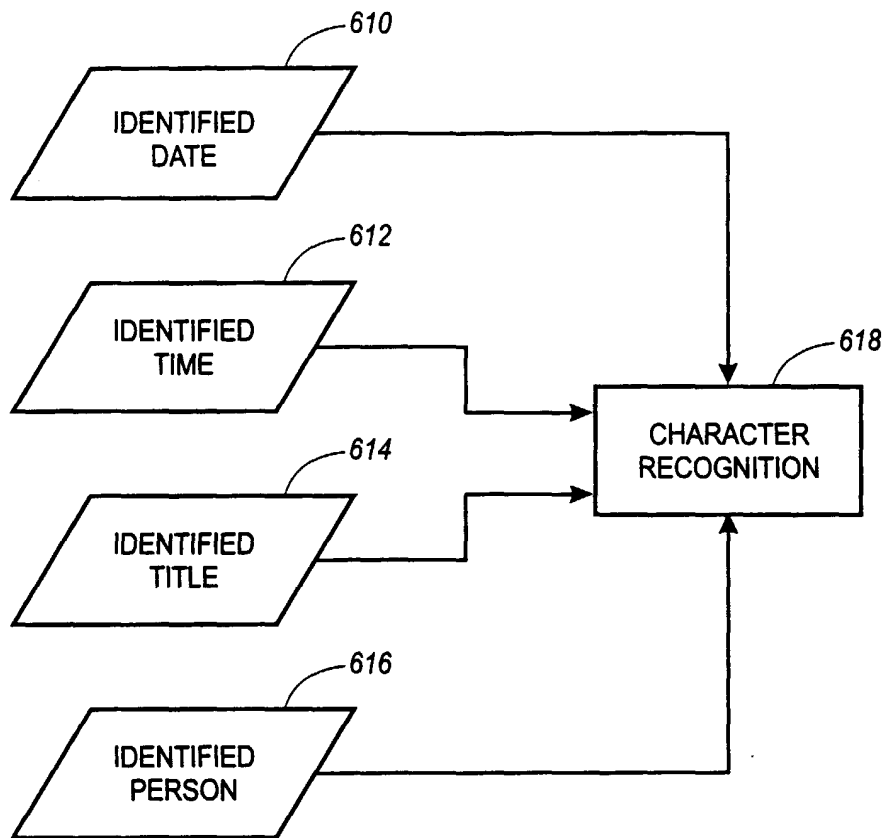 610
IDENTIFIED
DATE
612
IDENTIFIED
TIME
618
CHARACTER
RECOGNITION
614
IDENTIFIED
TITLE
616
IDENTIFIED
PERSON